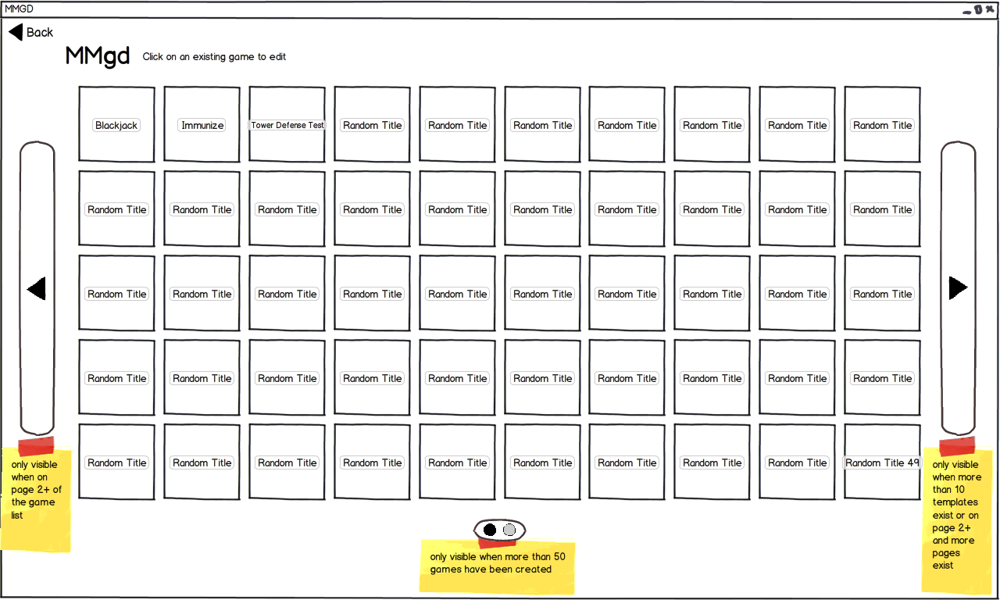 MMGD
Back
MMgd Click on an existing game to edit
Blackjack Immunize Tower Defense Test Random Title Random Title Random Title Random Title Random Title Random Title Random Title
Random Title Random Title Random Title Random Title Random Title Random Title Random Title Random Title Random Title Random Title
Random Title Random Title Random Title Random Title Random Title Random Title Random Title Random Title Random Title Random Title
Random Title Random Title Random Title Random Title Random Title Random Title Random Title Random Title Random Title Random Title
Random Title Random Title Random Title Random Title Random Title Random Title Random Title Random Title Random Title Random Title 49
only visible
when on
page 2+ of
the game
list
only visible when more than 50
games have been created
only visible
when more
than 10
templates
exist or on
page 2+
and more
pages
exist